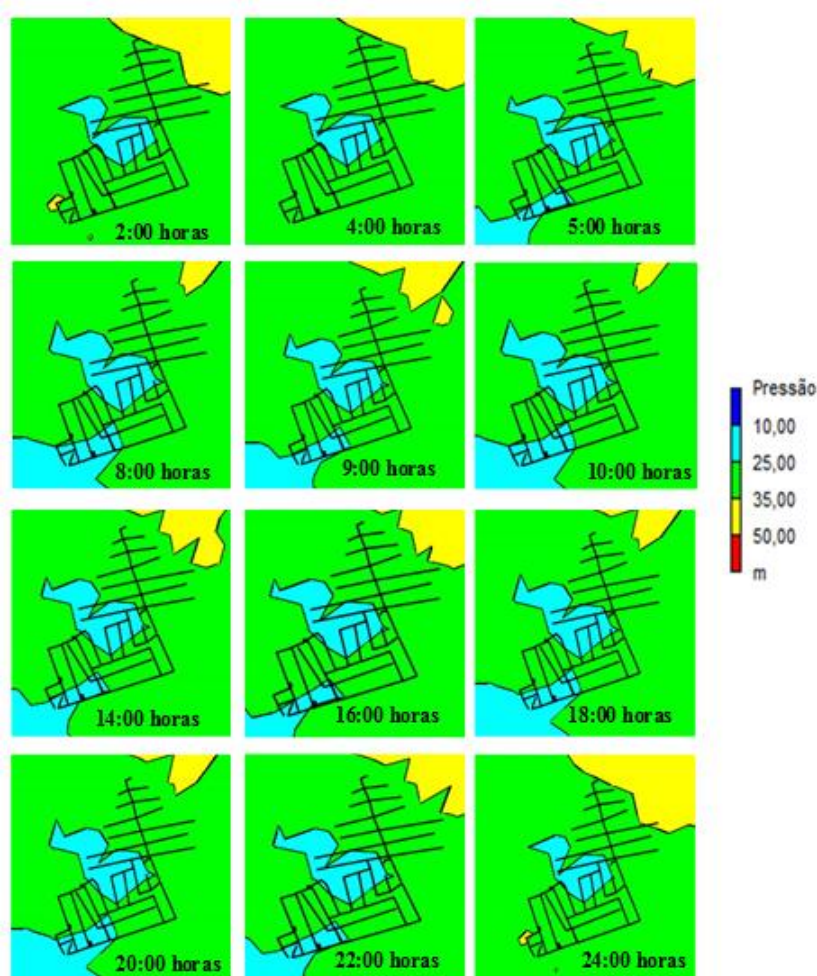 2:00 horas
4:00 horas
5:00 horas
8:00 horas
9:00 horas
10:00 horas
14:00 horas
16:00 horas
18:00 horas
20:00 horas
22:00 horas
24:00 horas
Pressão
10,00
25,00
35,00
50,00
m